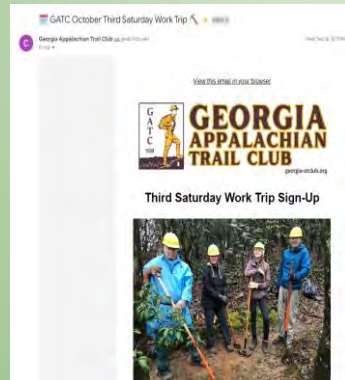 GATC October Third Saturday Work Trip
Georgia Appalachian Trail Club
View this email in your browser
G A T C
1930
GEORGIA
APPALACHIAN
TRAIL CLUB
georgia-atclub.org
Third Saturday Work Trip Sign-Up